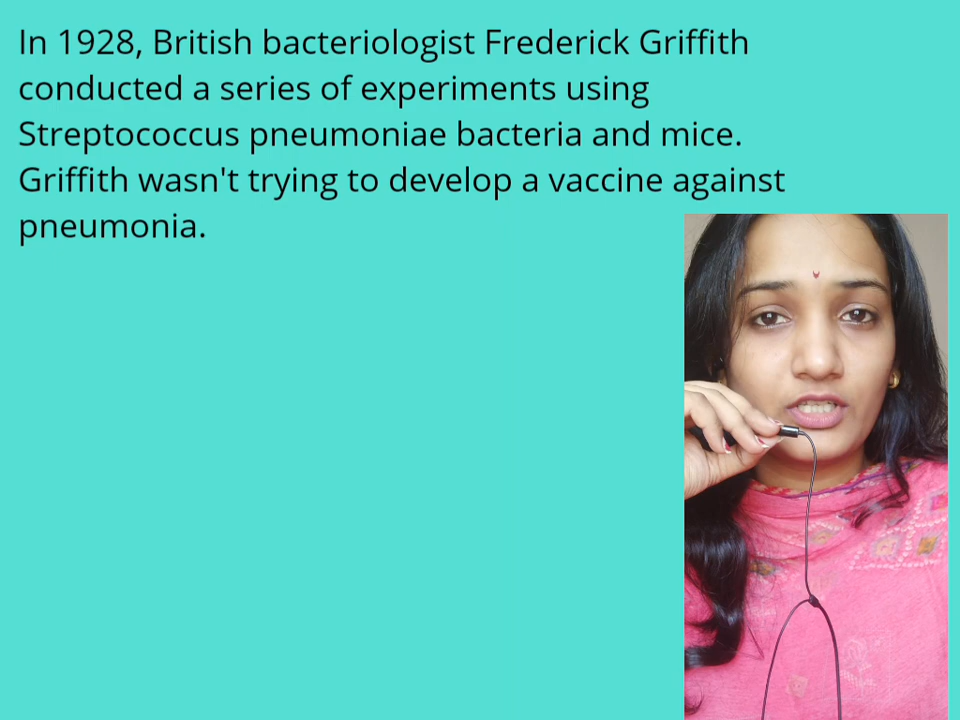 In 1928, British bacteriologist Frederick Griffith
conducted a series of experiments using
Streptococcus pneumoniae bacteria and mice.
Griffith wasn't trying to develop a vaccine against
pneumonia.